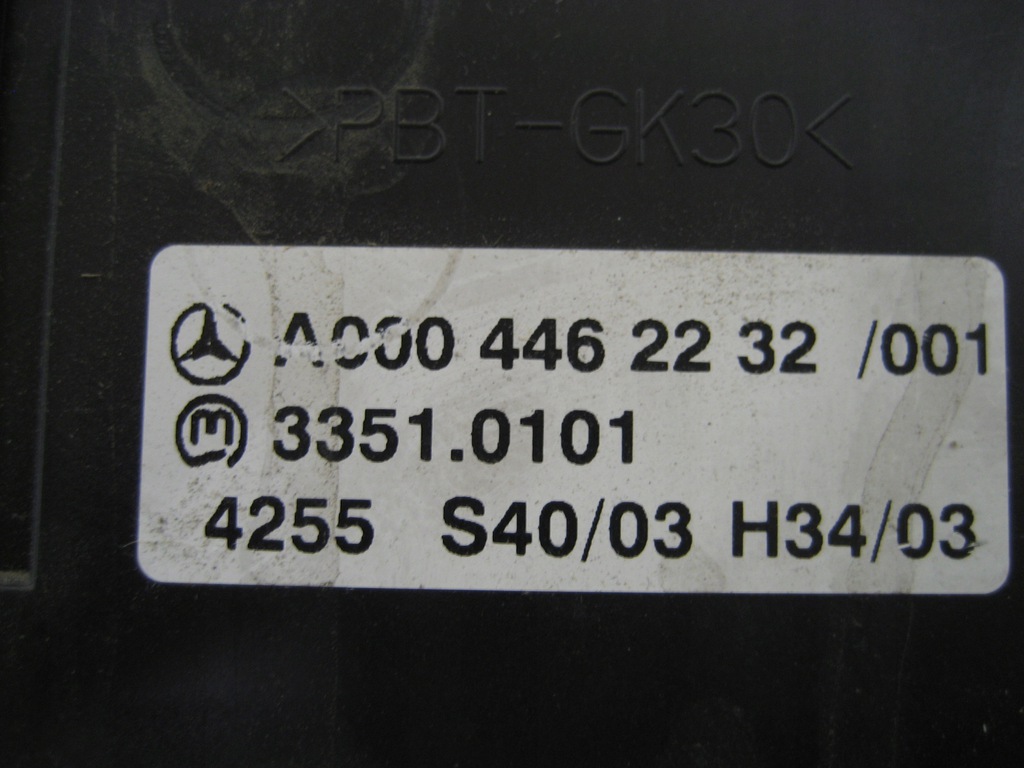 >PBT-GK30<
A000 446 22 32 /001
m 3351.0101
4255 S40/03 H34/03